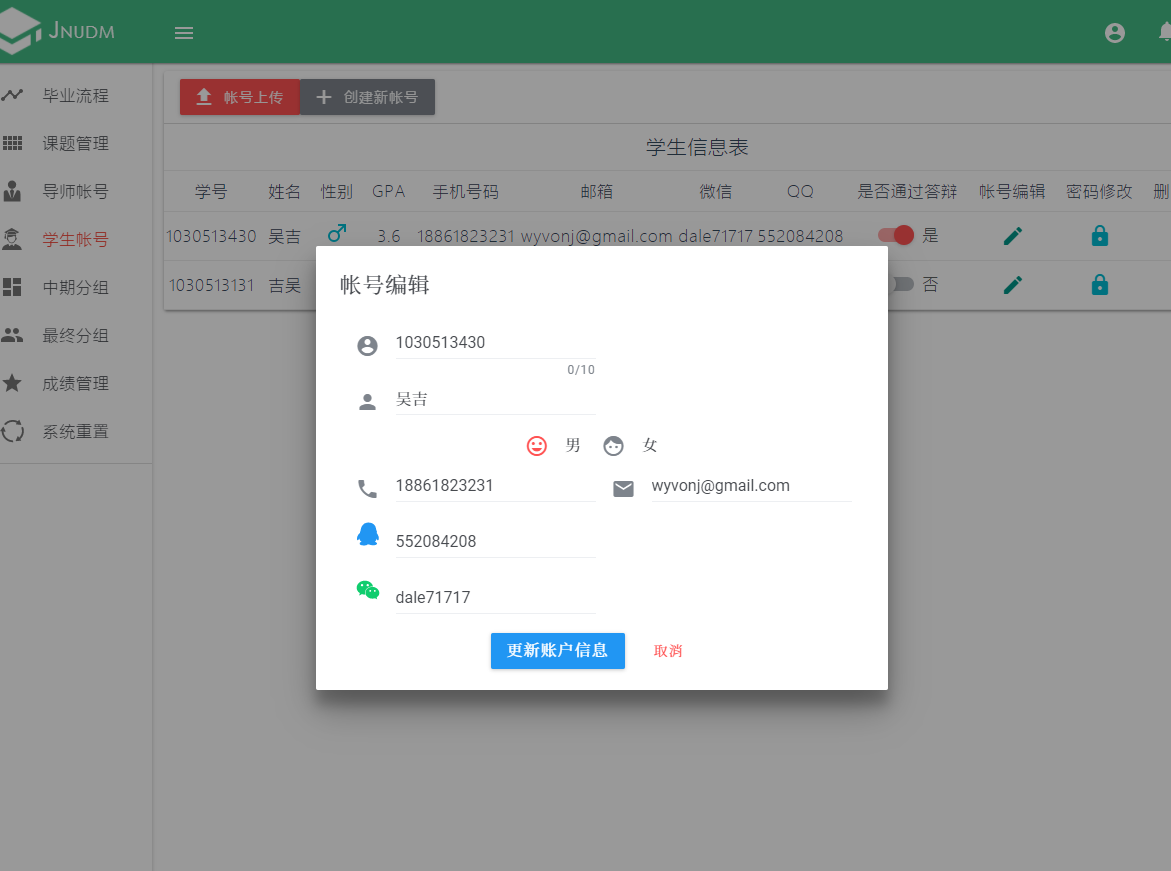 JNUDM
毕业流程
课题管理
导师帐号
学生帐号
中期分组
最终分组
成绩管理
系统重置
帐号上传 创建新帐号
学生信息表
学号 姓名 性别 GPA 手机号码 邮箱 微信 QQ 是否通过答辩 帐号编辑 密码修改 删
1030513430 吴吉 3.6 18861823231 wyvonj@gmail.com dale71717 552084208 是
1030513131 吉吴 否
帐号编辑
1030513430
0/10
吴吉
男 女
18861823231 wyvonj@gmail.com
552084208
dale71717
更新账户信息 取消